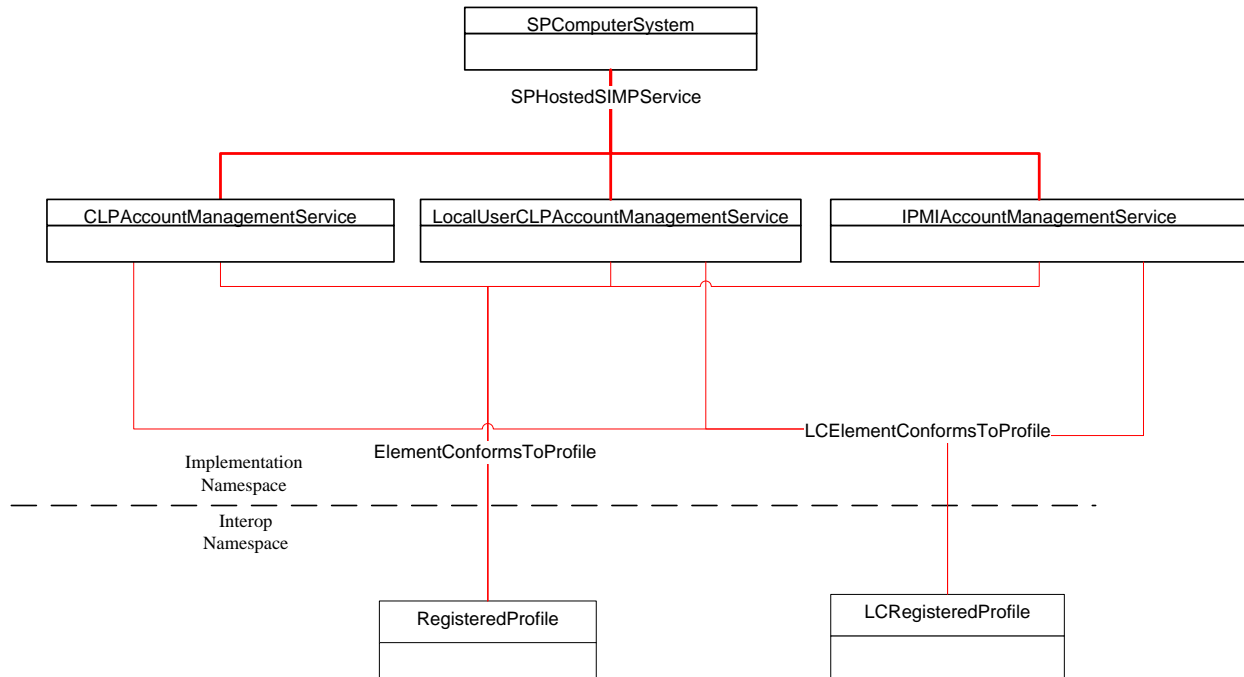 SPComputerSystem
SPHostedSIMPService
CLPAccountManagementService
LocalUserCLPAccountManagementService
IPMIAccountManagementService
LCElementConformsToProfile
ElementConformsToProfile
Implementation
Namespace
Interop
Namespace
RegisteredProfile
LCRegisteredProfile